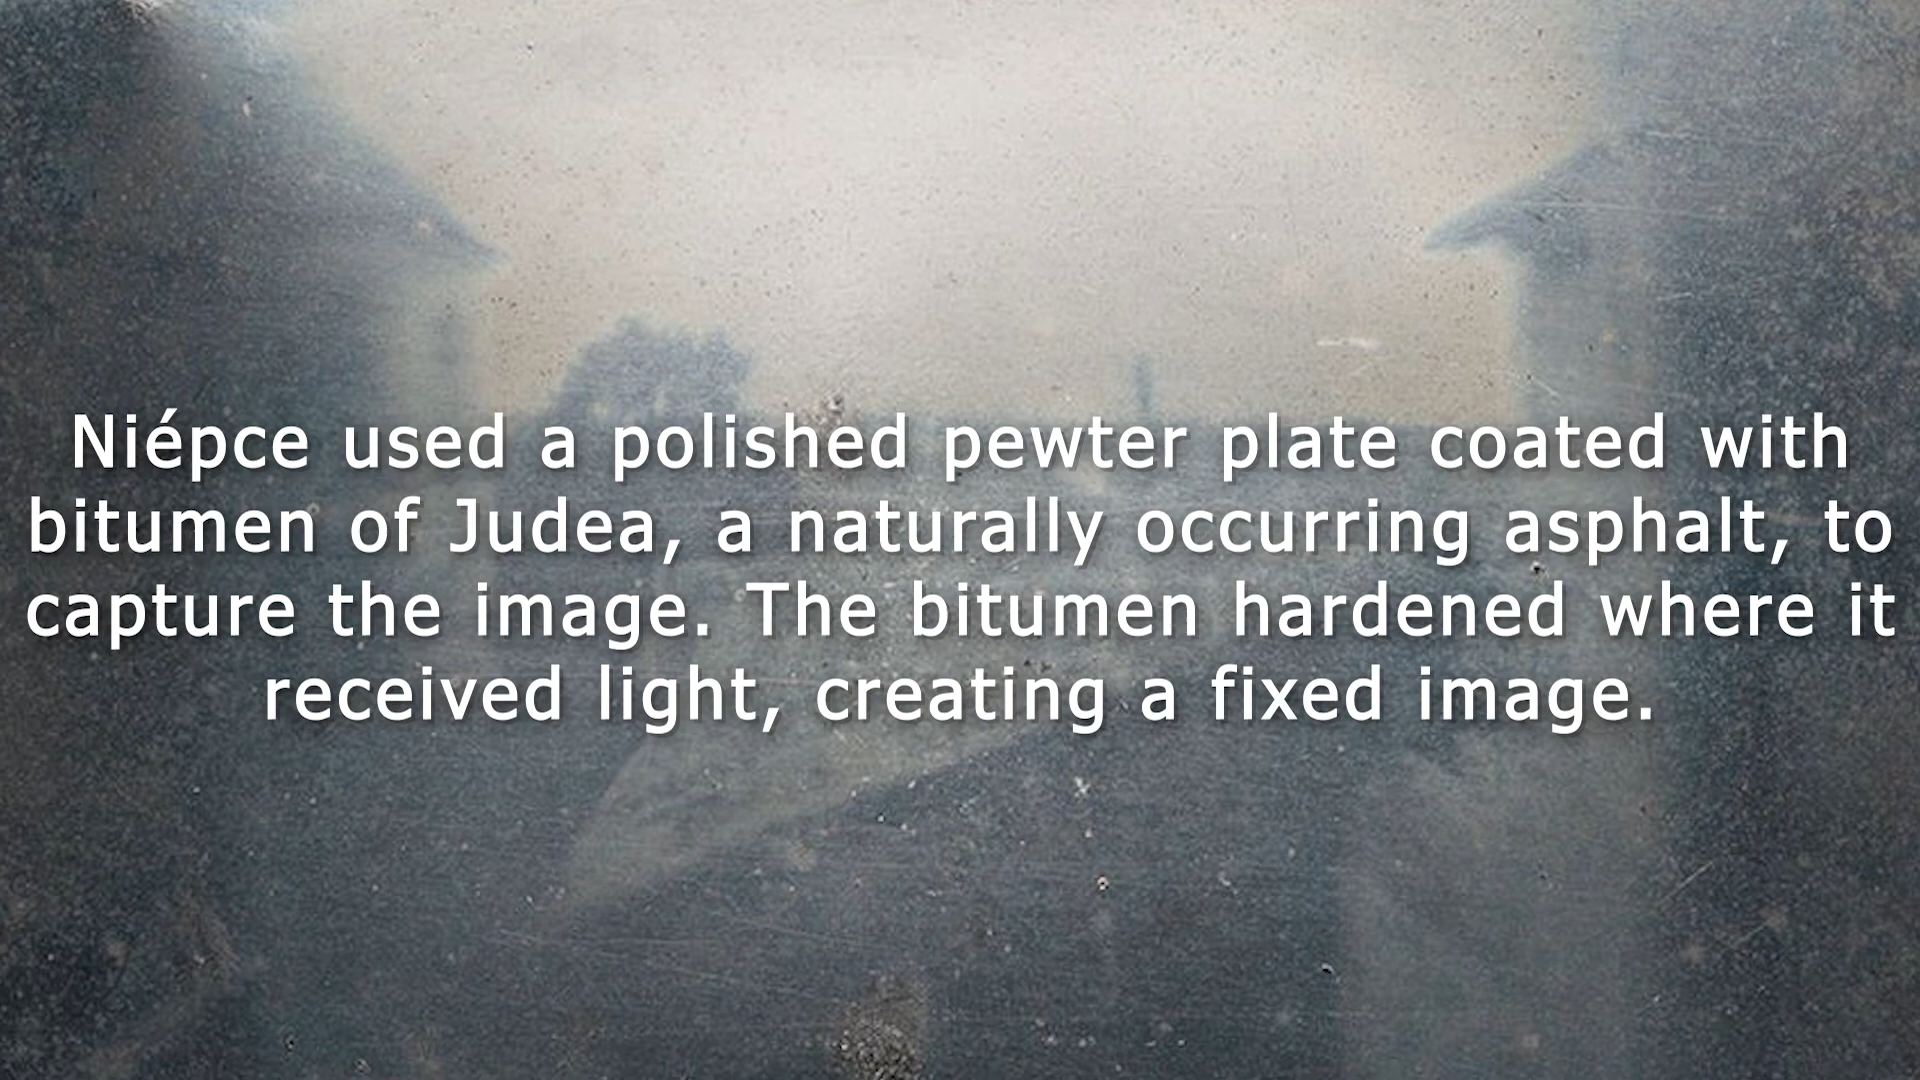 Niépce used a polished pewter plate coated with
bitumen of Judea, a naturally occurring asphalt, to
capture the image. The bitumen hardened where it
received light, creating a fixed image.